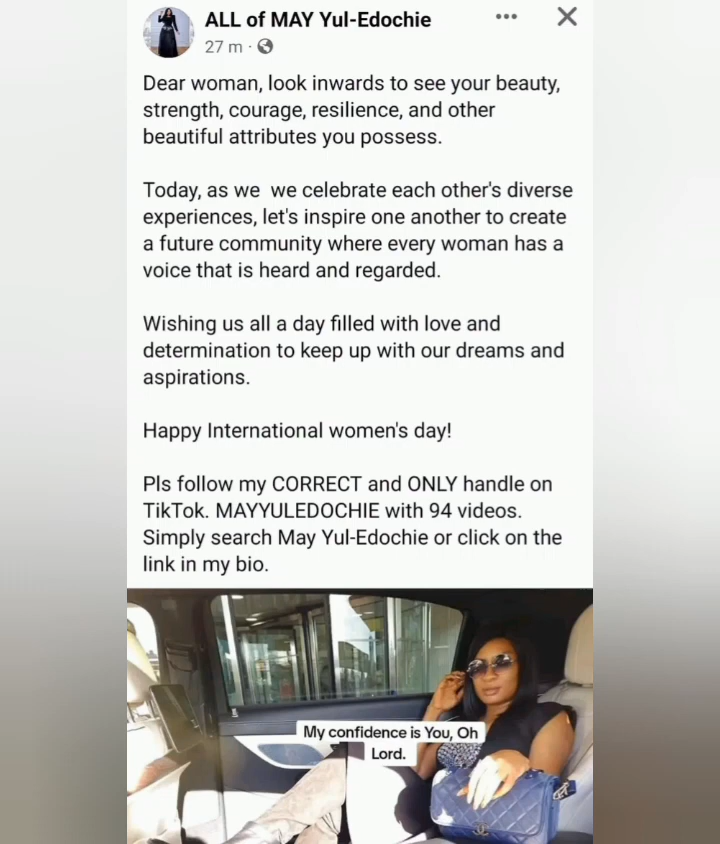 ALL of MAY Yul-Edochie
27 m ·
Dear woman, look inwards to see your beauty,
strength, courage, resilience, and other
beautiful attributes you possess.
Today, as we  we celebrate each other's diverse
experiences, let's inspire one another to create
a future community where every woman has a
voice that is heard and regarded.
Wishing us all a day filled with love and
determination to keep up with our dreams and
aspirations.
Happy International women's day!
Pls follow my CORRECT and ONLY handle on
TikTok. MAYYULEDOCHIE with 94 videos.
Simply search May Yul-Edochie or click on the
link in my bio.
My confidence is You, Oh
Lord.